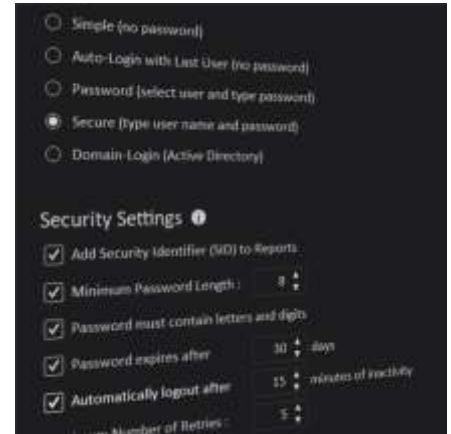 Simple (no password)
Auto-Login with Last User (no password)
Password (select user and type password)
Secure (type user name and password)
Domain-Login (Active Directory)
Security Settings
Add Security Identifier (SID) to Reports
Minimum Password Length : 8
Password must contain letters and digits
Password expires after 30 days
Automatically logout after 15 minutes of inactivity
Number of Retries : 5